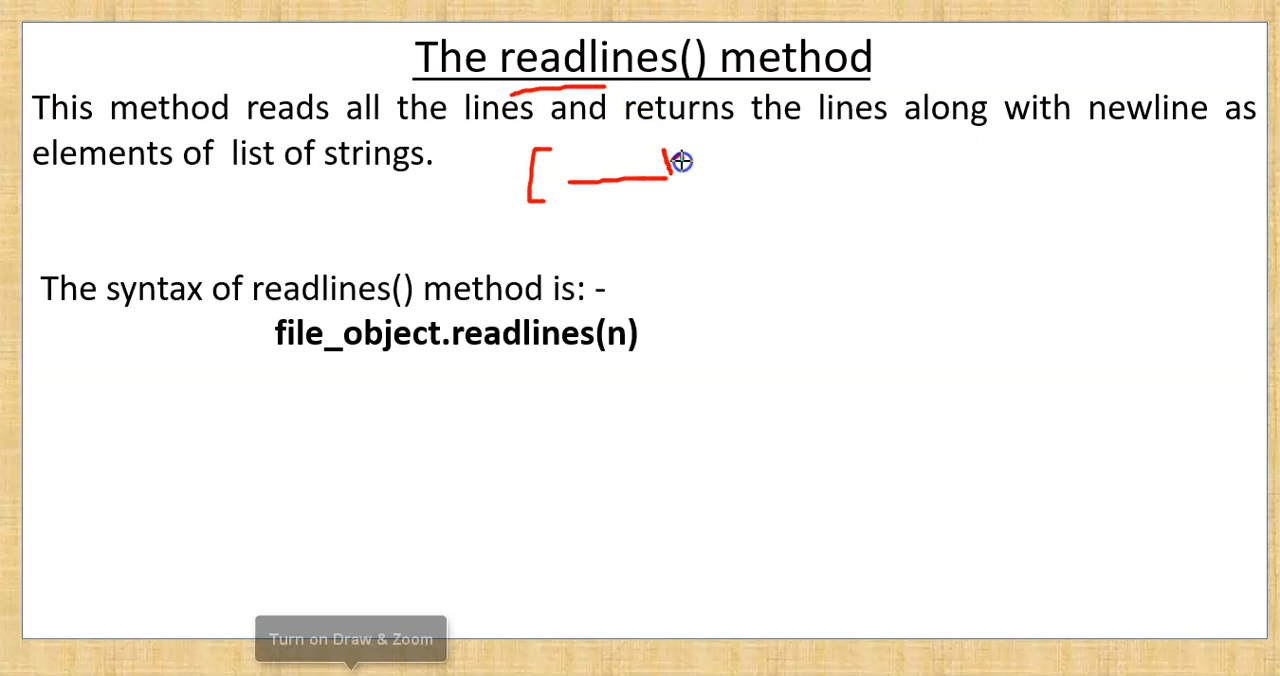 The readlines() method
This method reads all the lines and returns the lines along with newline as
elements of list of strings.
[
The syntax of readlines() method is: -
file_object.readlines(n)
Turn on Draw & Zoom